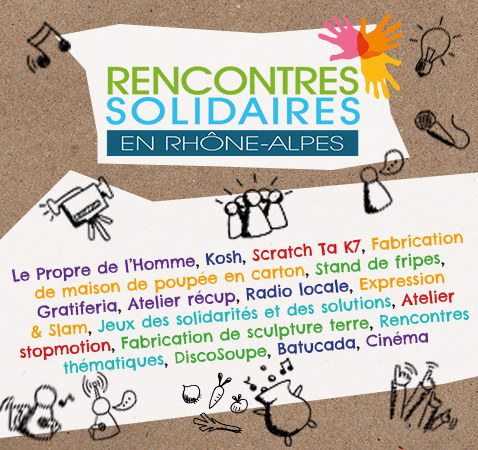 RENCONTRES
SOLIDAIRES
EN RHÔNE-ALPES
Le Propre de l'Homme, Kosh, Scratch Ta K7, Fabrication
de maison de poupée en carton, Stand de fripes,
Gratiferia, Atelier récup, Radio locale, Expression
& Slam, Jeux des solidarités et des solutions, Atelier
stopmotion, Fabrication de sculpture terre, Rencontres
thématiques, DiscoSoupe, Batucada, Cinéma